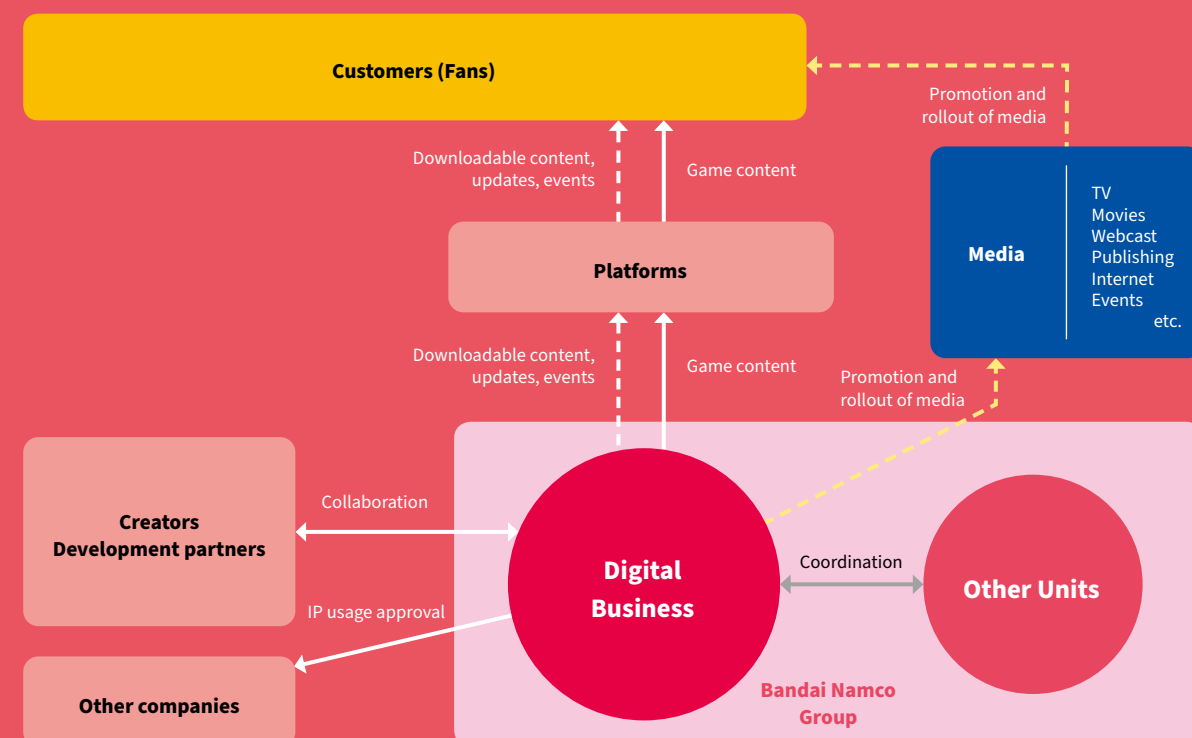 Customers (Fans)
Promotion and
rollout of media
Downloadable content,
updates, events
Game content
Media
TV
Movies
Webcast
Publishing
Internet
Events
etc.
Platforms
Downloadable content,
updates, events
Game content
Promotion and
rollout of media
Creators
Development partners
Collaboration
Digital
Business
Coordination
Other Units
IP usage approval
Other companies
Bandai Namco
Group